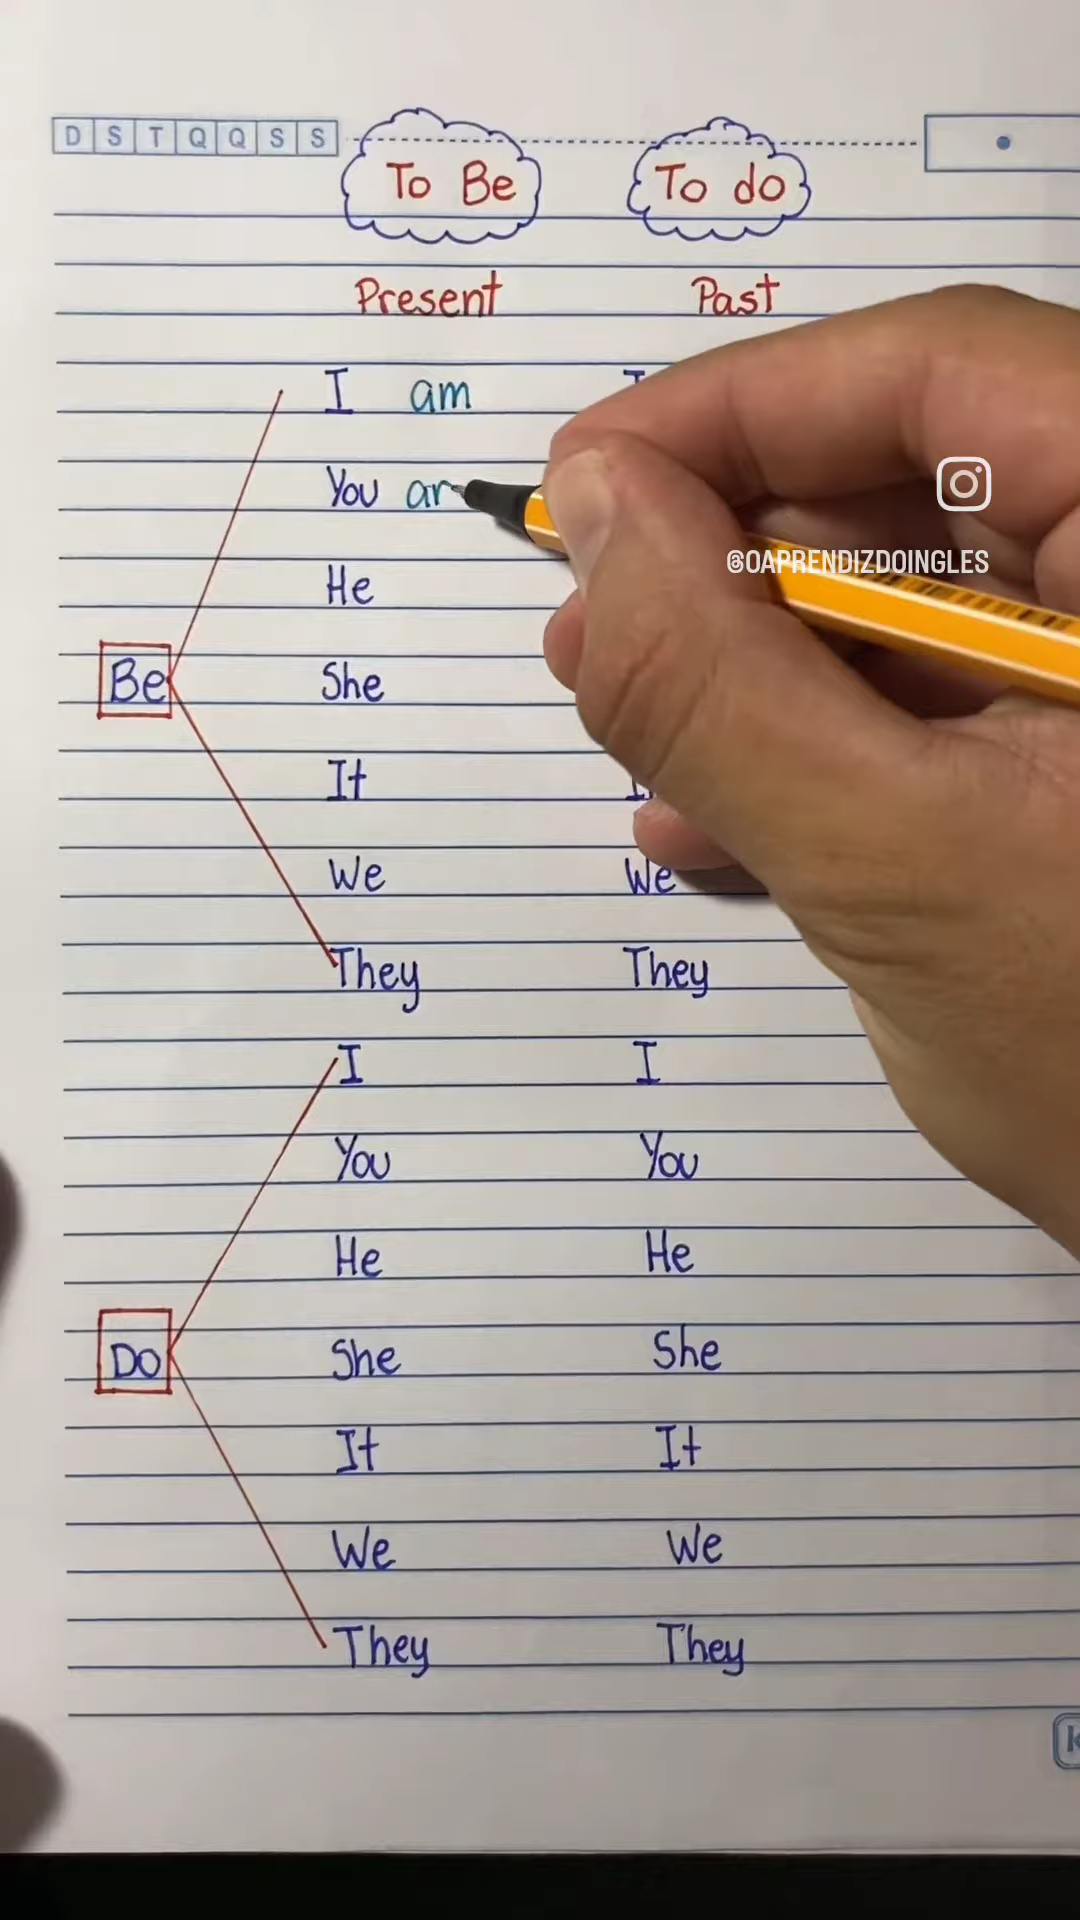 D S T Q Q S S
To Be To do
Present Past
I am
You ar
@OAPRENDIZDOINGLES
He
Be She
It
We We
They They
I I
You You
He He
Do She She
It It
We We
They They